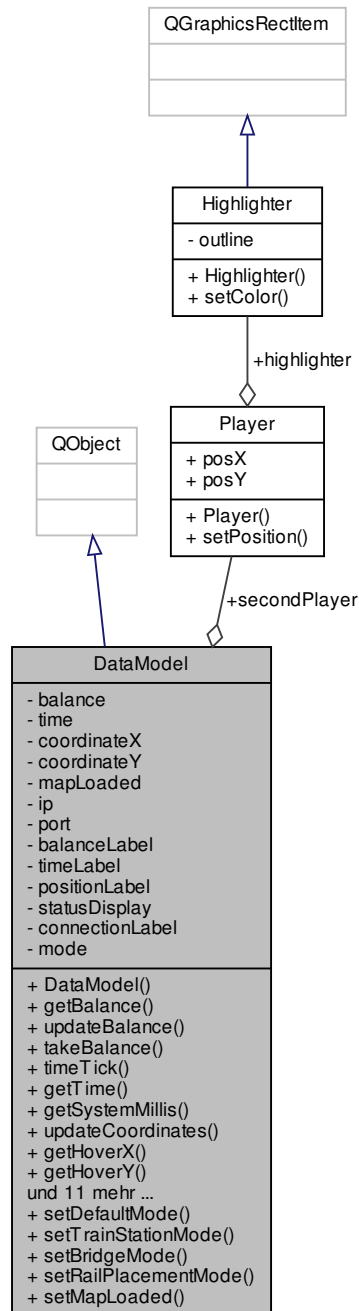 QGraphicsRectItem
Highlighter
- outline
+ Highlighter()
+ setColor()
+highlighter
Player
+ posX
+ posY
+ Player()
+ setPosition()
QObject
+secondPlayer
DataModel
- balance
- time
- coordinateX
- coordinateY
- mapLoaded
- ip
- port
- balanceLabel
- timeLabel
- positionLabel
- statusDisplay
- connectionLabel
- mode
+ DataModel()
+ getBalance()
+ updateBalance()
+ takeBalance()
+ timeTick()
+ getTime()
+ getSystemMillis()
+ updateCoordinates()
+ getHoverX()
+ getHoverY()
und 11 mehr ...
+ setDefaultMode()
+ setTrainStationMode()
+ setBridgeMode()
+ setRailPlacementMode()
+ setMapLoaded()